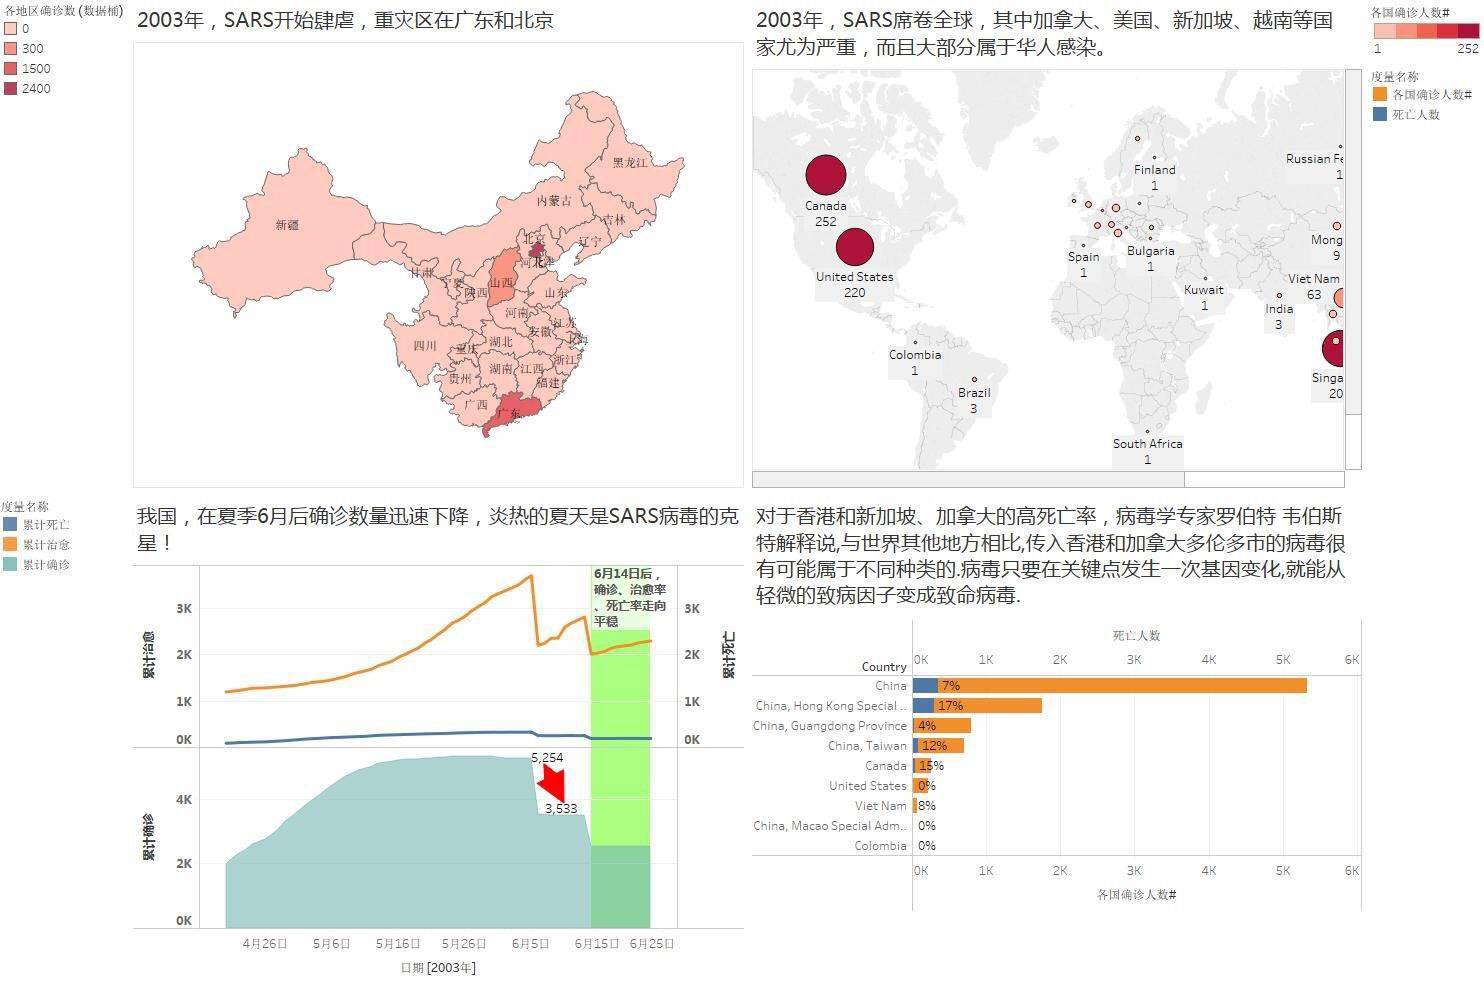 各地区确诊数 (数据桶)
0
300
1500
2400
2003年，SARS开始肆虐，重灾区在广东和北京
黑龙江
内蒙古
吉林
新疆
北京
辽宁
甘肃
宁夏
陕西
山西
河北
山东
河南
江苏
安徽
上海
四川
重庆
湖北
浙江
贵州
湖南
江西
福建
广西
广东
2003年，SARS席卷全球，其中加拿大、美国、新加坡、越南等国
家尤为严重，而且大部分属于华人感染。
Canada
252
United States
220
Colombia
1
Brazil
3
Finland
1
Spain
1
Bulgaria
1
Kuwait
1
South Africa
1
Russian Fe
1
Mong
9
Viet Nam
63
India
3
Singa
20
各国确诊人数#
1 252
度量名称
各国确诊人数#
死亡人数
度量名称
累计死亡
累计治愈
累计确诊
我国，在夏季6月后确诊数量迅速下降，炎热的夏天是SARS病毒的克
星！
6月14日后，
确诊、治愈率
、死亡率走向
平稳
累计治愈
3K
2K
1K
0K
累计死亡
3K
2K
1K
0K
累计确诊
4K
2K
0K
5,254
3,533
4月26日 5月6日 5月16日 5月26日 6月5日 6月15日 6月25日
日期 [2003年]
对于香港和新加坡、加拿大的高死亡率，病毒学专家罗伯特 韦伯斯
特解释说,与世界其他地方相比,传入香港和加拿大多伦多市的病毒很
有可能属于不同种类的.病毒只要在关键点发生一次基因变化,就能从
轻微的致病因子变成致命病毒.
死亡人数
Country 0K 1K 2K 3K 4K 5K 6K
China 7%
China, Hong Kong Special .. 17%
China, Guangdong Province 4%
China, Taiwan 12%
Canada 15%
United States 0%
Viet Nam 8%
China, Macao Special Adm.. 0%
Colombia 0%
0K 1K 2K 3K 4K 5K 6K
各国确诊人数#